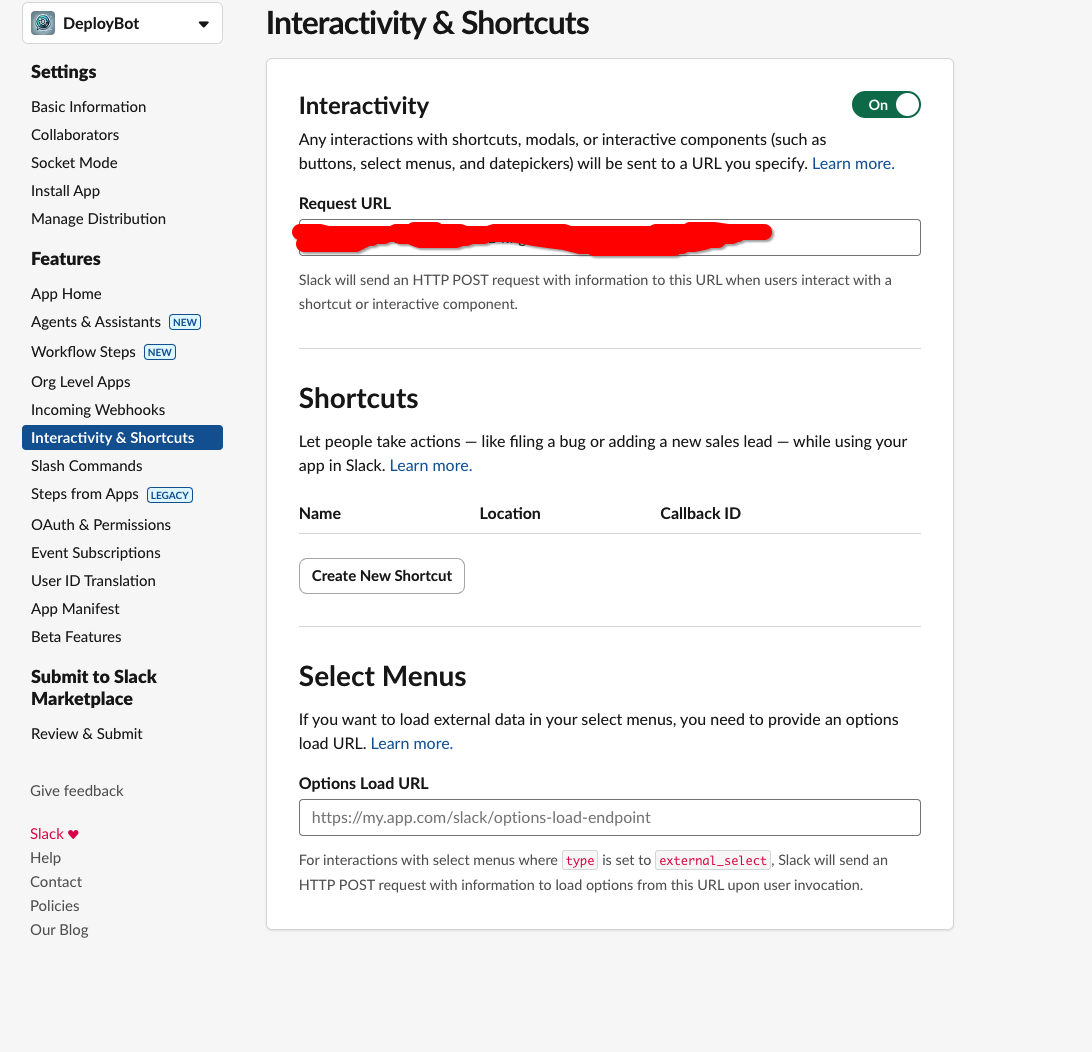 DeployBot
Settings
Basic Information
Collaborators
Socket Mode
Install App
Manage Distribution
Features
App Home
Agents & Assistants NEW
Workflow Steps NEW
Org Level Apps
Incoming Webhooks
Interactivity & Shortcuts
Slash Commands
Steps from Apps LEGACY
OAuth & Permissions
Event Subscriptions
User ID Translation
App Manifest
Beta Features
Submit to Slack
Marketplace
Review & Submit
Give feedback
Slack ♥
Help
Contact
Policies
Our Blog
Interactivity & Shortcuts
Interactivity
On
Any interactions with shortcuts, modals, or interactive components (such as
buttons, select menus, and datepickers) will be sent to a URL you specify. Learn more.
Request URL
Slack will send an HTTP POST request with information to this URL when users interact with a
shortcut or interactive component.
Shortcuts
Let people take actions — like filing a bug or adding a new sales lead — while using your
app in Slack. Learn more.
Name Location Callback ID
Create New Shortcut
Select Menus
If you want to load external data in your select menus, you need to provide an options
load URL. Learn more.
Options Load URL
https://my.app.com/slack/options-load-endpoint
For interactions with select menus where type is set to external_select, Slack will send an
HTTP POST request with information to load options from this URL upon user invocation.